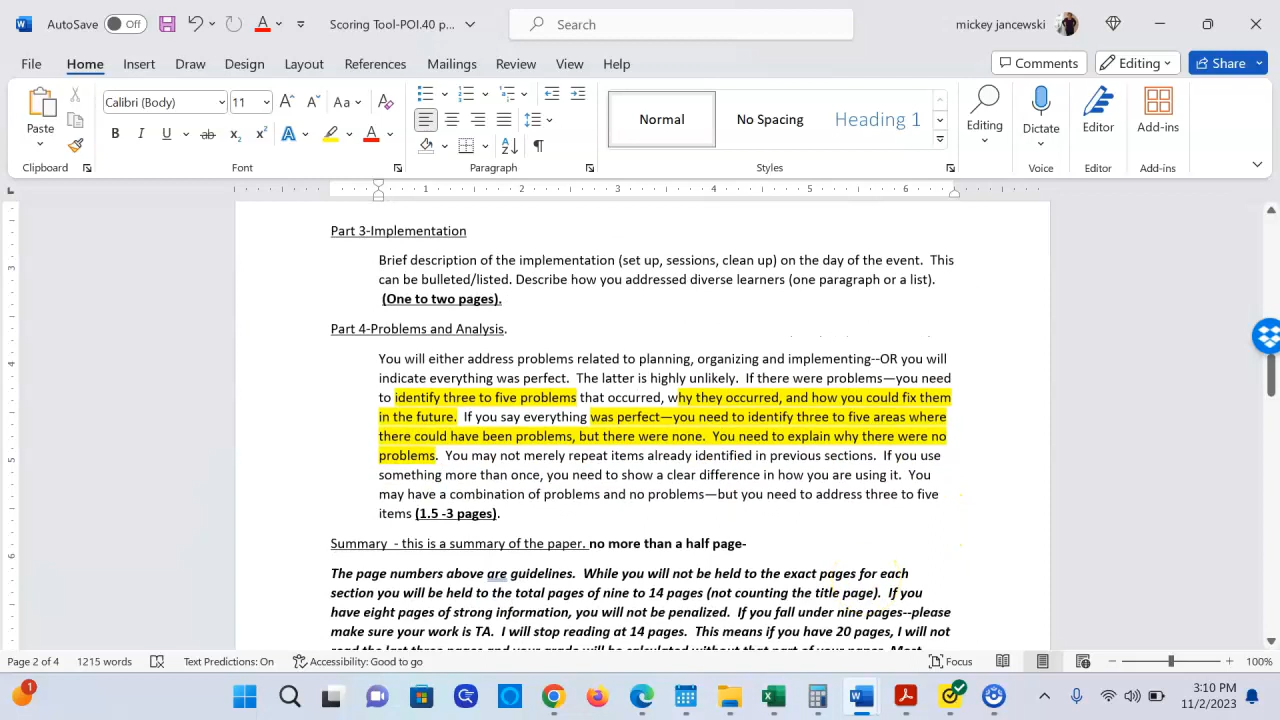 AutoSave Off Scoring Tool-POI.40 p... Search mickey jancewski
File Home Insert Draw Design Layout References Mailings Review View Help Comments Editing Share
Calibri (Body) 11 Aa
Paste Normal No Spacing Heading 1 Editing Dictate Editor Add-ins
Clipboard Font Paragraph Styles Voice Editor Add-ins
1 2 3 4 5 6
Part 3-Implementation
Brief description of the implementation (set up, sessions, clean up) on the day of the event.  This
can be bulleted/listed. Describe how you addressed diverse learners (one paragraph or a list).
(One to two pages).
Part 4-Problems and Analysis.
You will either address problems related to planning, organizing and implementing--OR you will
indicate everything was perfect.  The latter is highly unlikely.  If there were problems—you need
to identify three to five problems that occurred, why they occurred, and how you could fix them
in the future.  If you say everything was perfect—you need to identify three to five areas where
there could have been problems, but there were none.  You need to explain why there were no
problems.  You may not merely repeat items already identified in previous sections.  If you use
something more than once, you need to show a clear difference in how you are using it.  You
may have a combination of problems and no problems—but you need to address three to five
items (1.5 -3 pages).
Summary  - this is a summary of the paper. no more than a half page-
The page numbers above are guidelines.  While you will not be held to the exact pages for each
section you will be held to the total pages of nine to 14 pages (not counting the title page).  If you
have eight pages of strong information, you will not be penalized.  If you fall under nine pages--please
make sure your work is TA.  I will stop reading at 14 pages.  This means if you have 20 pages, I will not
Page 2 of 4 1215 words Text Predictions: On Accessibility: Good to go Focus 100%
1 3:10 PM
11/2/2023